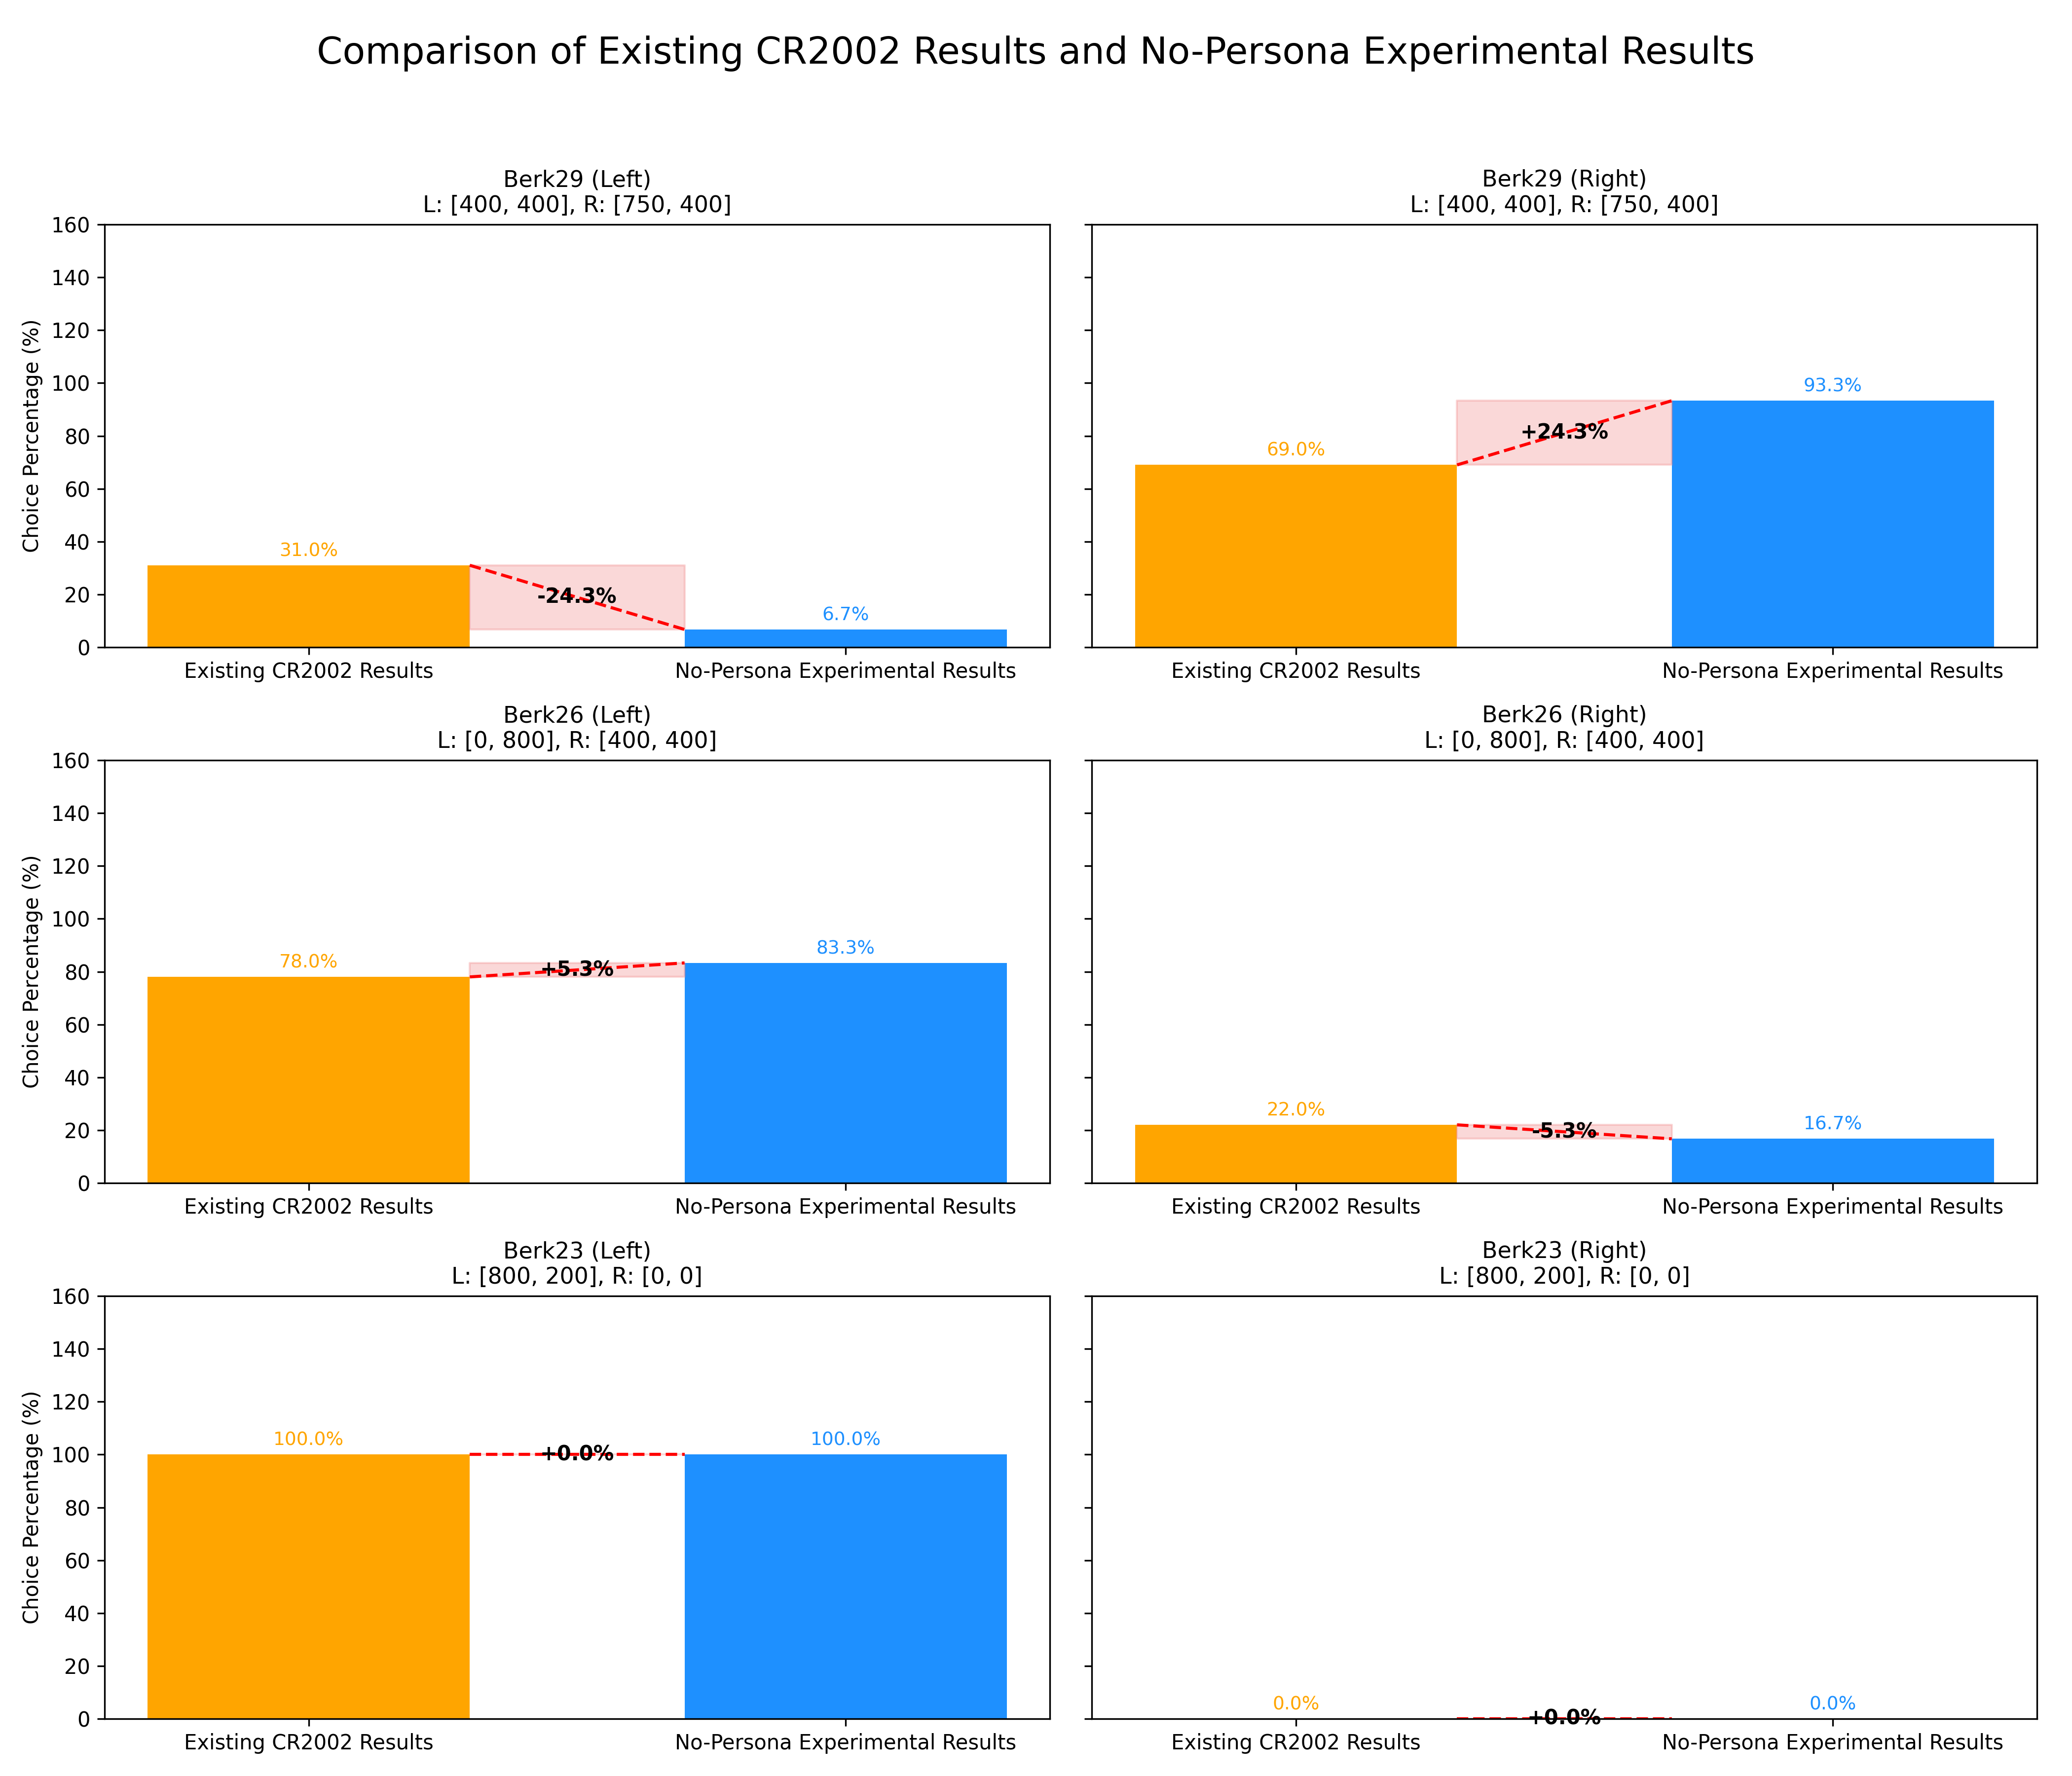 Comparison of Existing CR2002 Results and No-Persona Experimental Results
Berk29 (Left)
L: [400, 400], R: [750, 400]
Choice Percentage (%)
160
140
120
100
80
60
40
20
0
31.0%
-24.3%
6.7%
Existing CR2002 Results
No-Persona Experimental Results
Berk29 (Right)
L: [400, 400], R: [750, 400]
69.0%
+24.3%
93.3%
Existing CR2002 Results
No-Persona Experimental Results
Berk26 (Left)
L: [0, 800], R: [400, 400]
Choice Percentage (%)
160
140
120
100
80
60
40
20
0
78.0%
+5.3%
83.3%
Existing CR2002 Results
No-Persona Experimental Results
Berk26 (Right)
L: [0, 800], R: [400, 400]
22.0%
-5.3%
16.7%
Existing CR2002 Results
No-Persona Experimental Results
Berk23 (Left)
L: [800, 200], R: [0, 0]
Choice Percentage (%)
160
140
120
100
80
60
40
20
0
100.0%
+0.0%
100.0%
Existing CR2002 Results
No-Persona Experimental Results
Berk23 (Right)
L: [800, 200], R: [0, 0]
0.0%
+0.0%
0.0%
Existing CR2002 Results
No-Persona Experimental Results